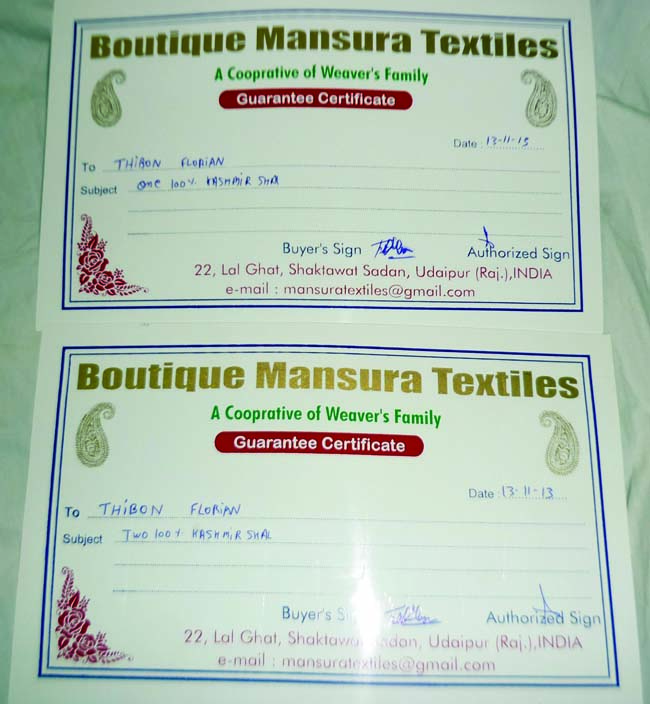 Boutique Mansura Textiles
A Cooprative of Weaver's Family
Guarantee Certificate
Date : 13-11-13
To THIBON FLORIAN
Subject One 100% KASHMIR SHAL
Buyer's Sign Authorized Sign
22, Lal Ghat, Shaktawat Sadan, Udaipur (Raj.),INDIA
e-mail : mansuratextiles@gmail.com
Boutique Mansura Textiles
A Cooprative of Weaver's Family
Guarantee Certificate
Date : 13-11-13
To THIBON FLORIAN
Subject TWO 100% KASHMIR SHAL
Buyer's Sign Authorized Sign
22, Lal Ghat, Shaktawat Sadan, Udaipur (Raj.),INDIA
e-mail : mansuratextiles@gmail.com